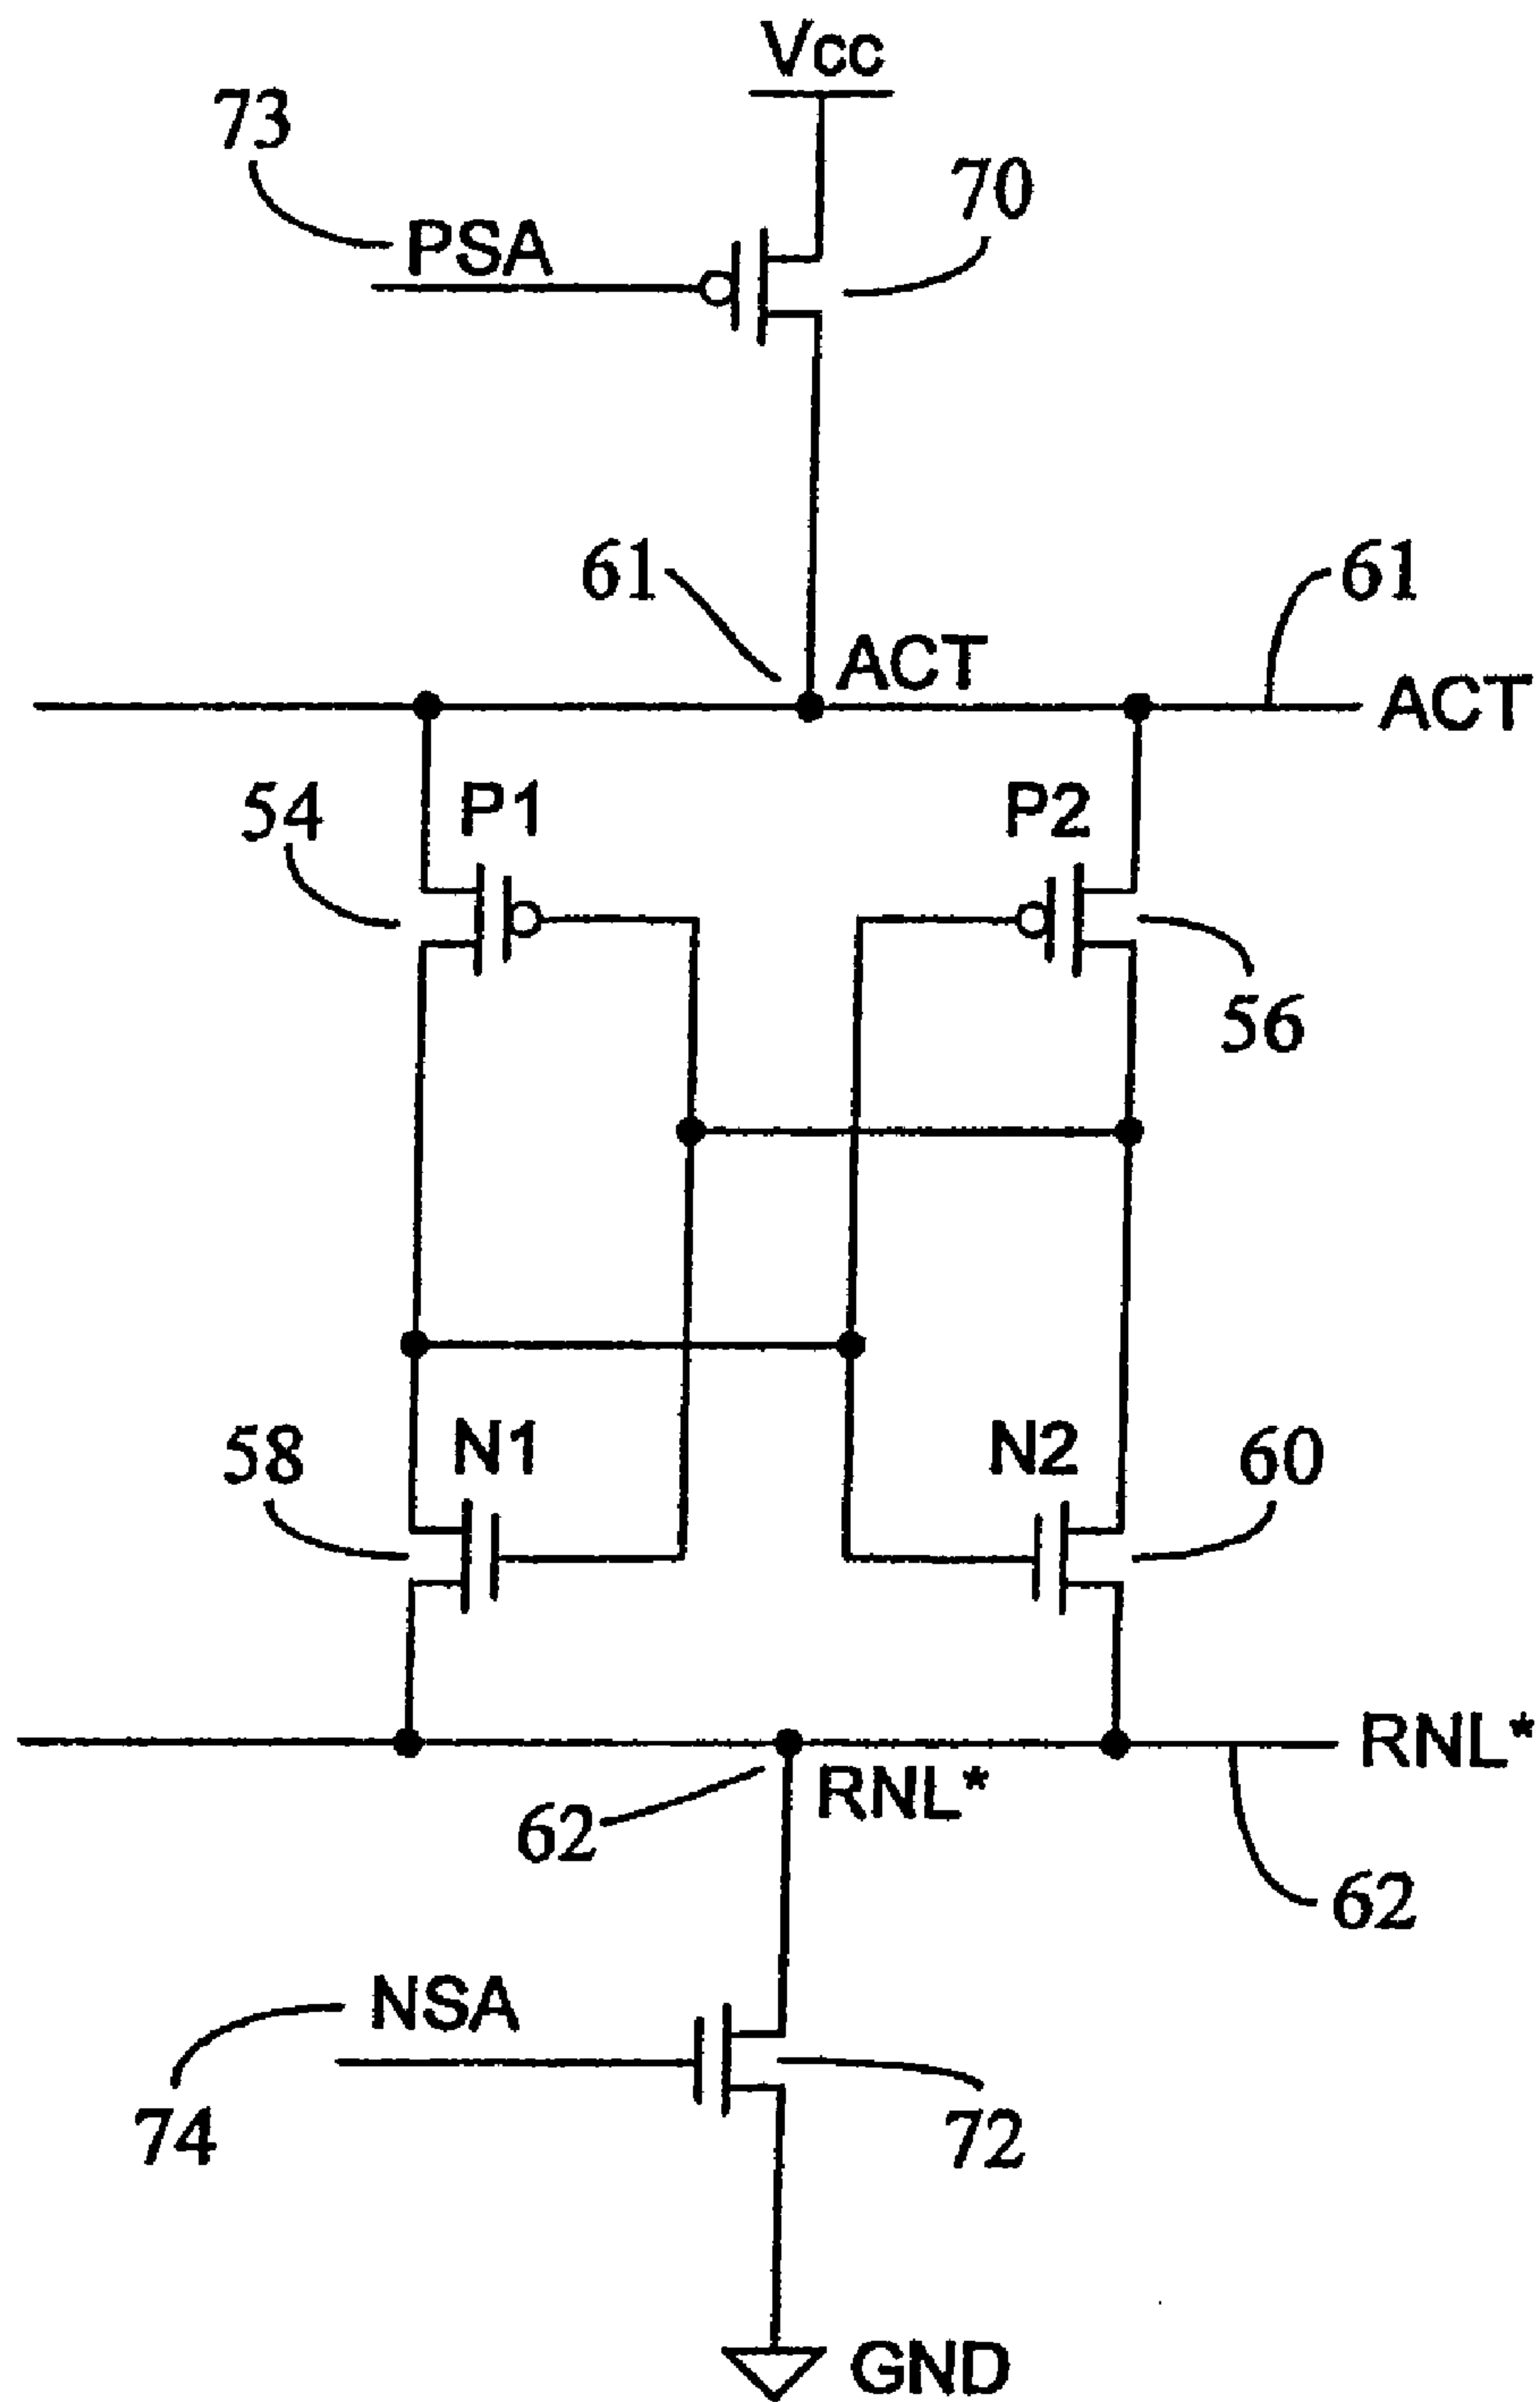 Vcc
73
70
PSA
61
61
ACT
ACT
54
P1
P2
56
58
N1
N2
60
RNL*
62
RNL*
62
NSA
74
72
GND